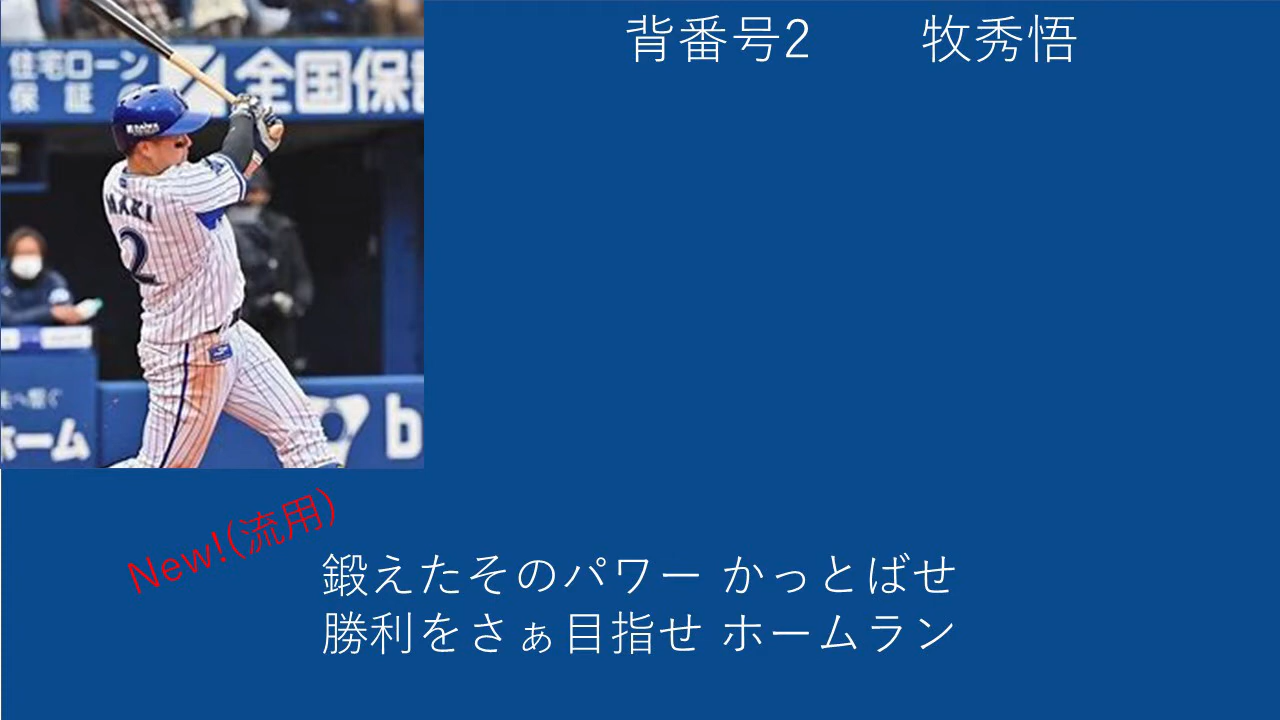 背番号2 牧秀悟
住宅ローン
保証の
全国保
MAKI
2
ホーム
b
New!(流用)
鍛えたそのパワー かっとばせ
勝利をさぁ目指せ ホームラン